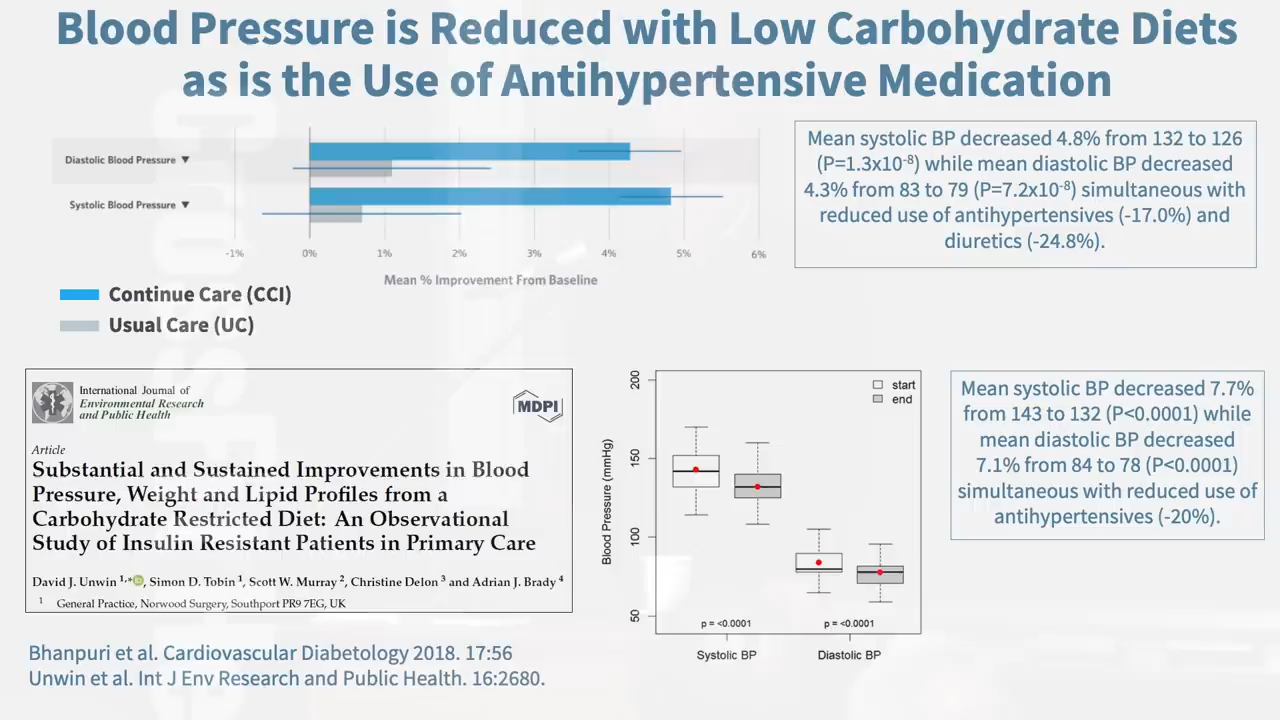 Blood Pressure is Reduced with Low Carbohydrate Diets
as is the Use of Antihypertensive Medication
Diastolic Blood Pressure ▼
Systolic Blood Pressure ▼
-1% 0% 1% 2% 3% 4% 5% 6%
Mean % Improvement From Baseline
Continue Care (CCI)
Usual Care (UC)
Mean systolic BP decreased 4.8% from 132 to 126
(P=1.3x10⁻⁸) while mean diastolic BP decreased
4.3% from 83 to 79 (P=7.2x10⁻⁸) simultaneous with
reduced use of antihypertensives (-17.0%) and
diuretics (-24.8%).
International Journal of
Environmental Research
and Public Health
MDPI
Article
Substantial and Sustained Improvements in Blood
Pressure, Weight and Lipid Profiles from a
Carbohydrate Restricted Diet: An Observational
Study of Insulin Resistant Patients in Primary Care
David J. Unwin 1,*, Simon D. Tobin 1, Scott W. Murray 2, Christine Delon 3 and Adrian J. Brady 4
1 General Practice, Norwood Surgery, Southport PR9 7EG, UK
Blood Pressure (mmHg)
200
150
100
50
start
end
p = <0.0001 p = <0.0001
Systolic BP Diastolic BP
Mean systolic BP decreased 7.7%
from 143 to 132 (P<0.0001) while
mean diastolic BP decreased
7.1% from 84 to 78 (P<0.0001)
simultaneous with reduced use of
antihypertensives (-20%).
Bhanpuri et al. Cardiovascular Diabetology 2018. 17:56
Unwin et al. Int J Env Research and Public Health. 16:2680.